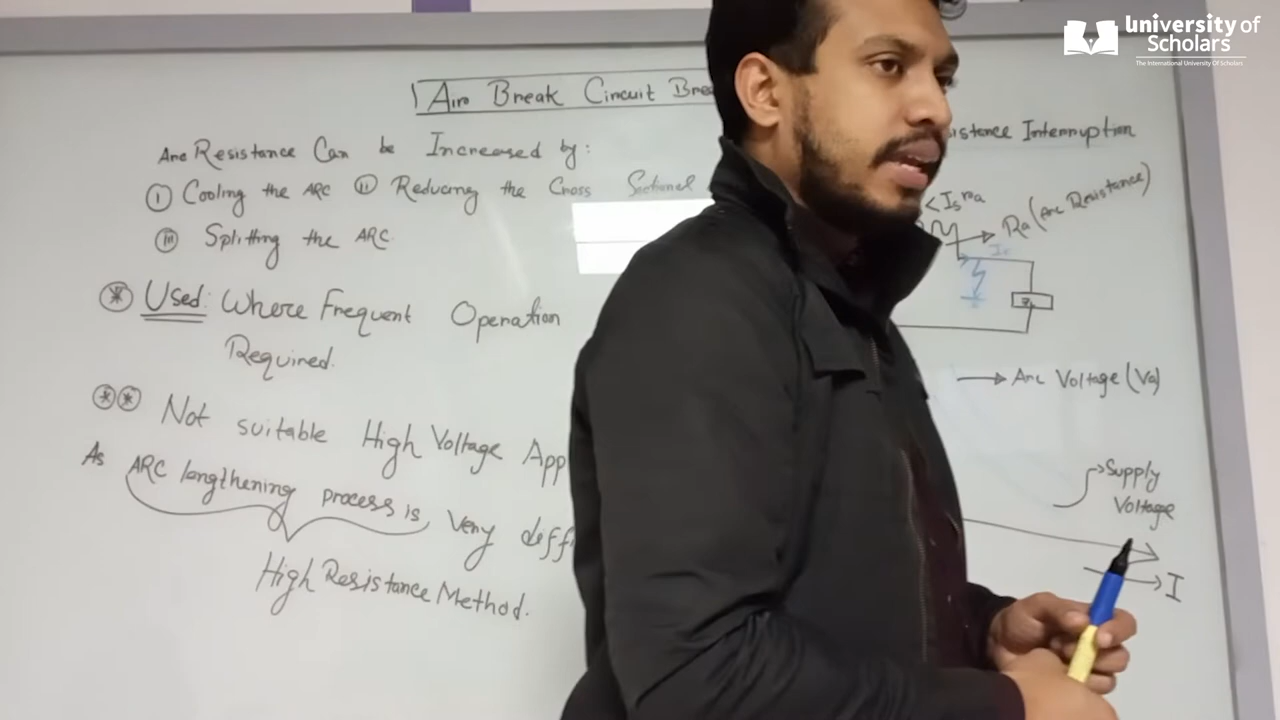 University of
Scholars
The International University Of Scholars
Air Break Circuit Bre
Arc Resistance Can be Increased by:
i Cooling the ARC ii Reducing the Cross Sectional
iii Splitting the ARC
* Used: Where Frequent Operation
Required.
** Not suitable High Voltage App
As ARC lengthening process is very diff
High Resistance Method.
istance Interruption
Ra (Arc Resistance)
Arc Voltage (Va)
Supply
Voltage
I